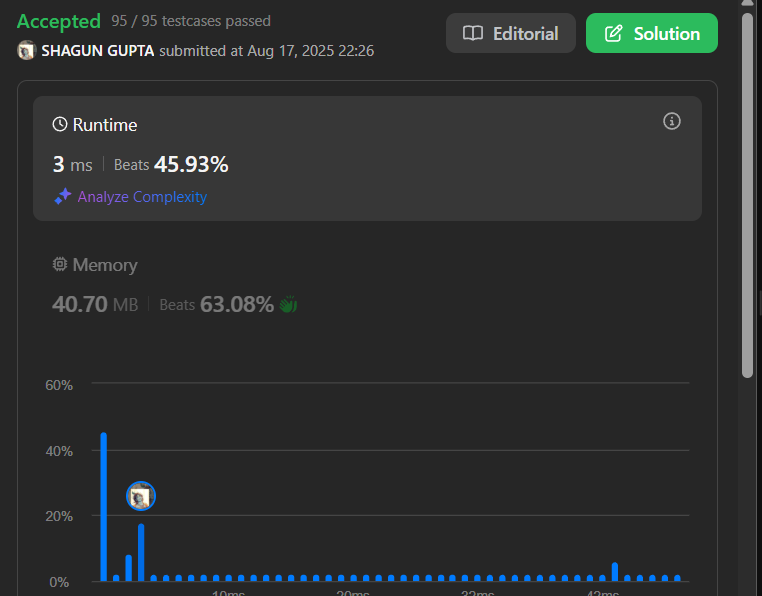 Accepted 95 / 95 testcases passed
Editorial
Solution
SHAGUN GUPTA submitted at Aug 17, 2025 22:26
Runtime
3 ms Beats 45.93%
Analyze Complexity
Memory
40.70 MB Beats 63.08%
60%
40%
20%
0%
10ms 20ms 32ms 42ms